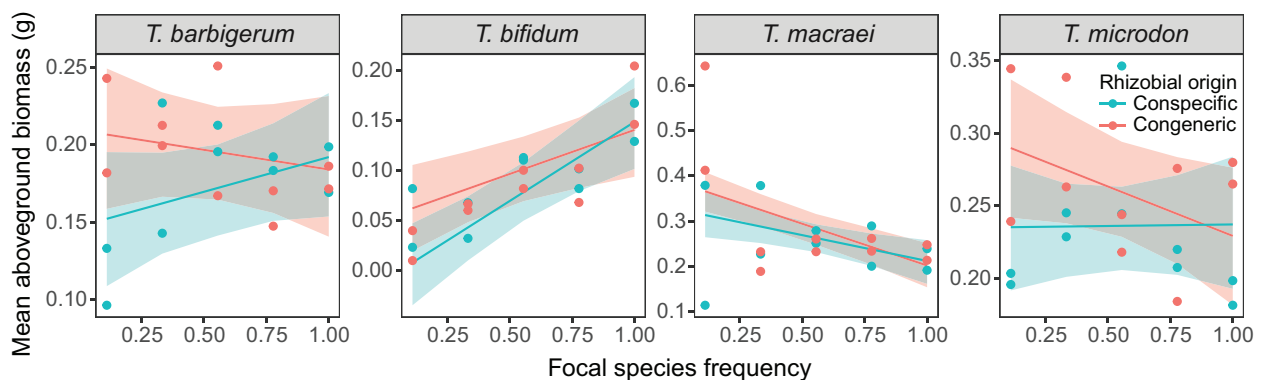 T. barbigerum
T. bifidum
T. macraei
T. microdon
Mean aboveground biomass (g)
0.25
0.20
0.15
0.10
0.20
0.15
0.10
0.05
0.00
0.6
0.5
0.4
0.3
0.2
0.1
0.35
0.30
0.25
0.20
Rhizobial origin
Conspecific
Congeneric
0.25 0.50 0.75 1.00
0.25 0.50 0.75 1.00
0.25 0.50 0.75 1.00
0.25 0.50 0.75 1.00
Focal species frequency